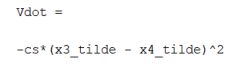 Vdot =
-cs*(x3_tilde - x4_tilde)^2